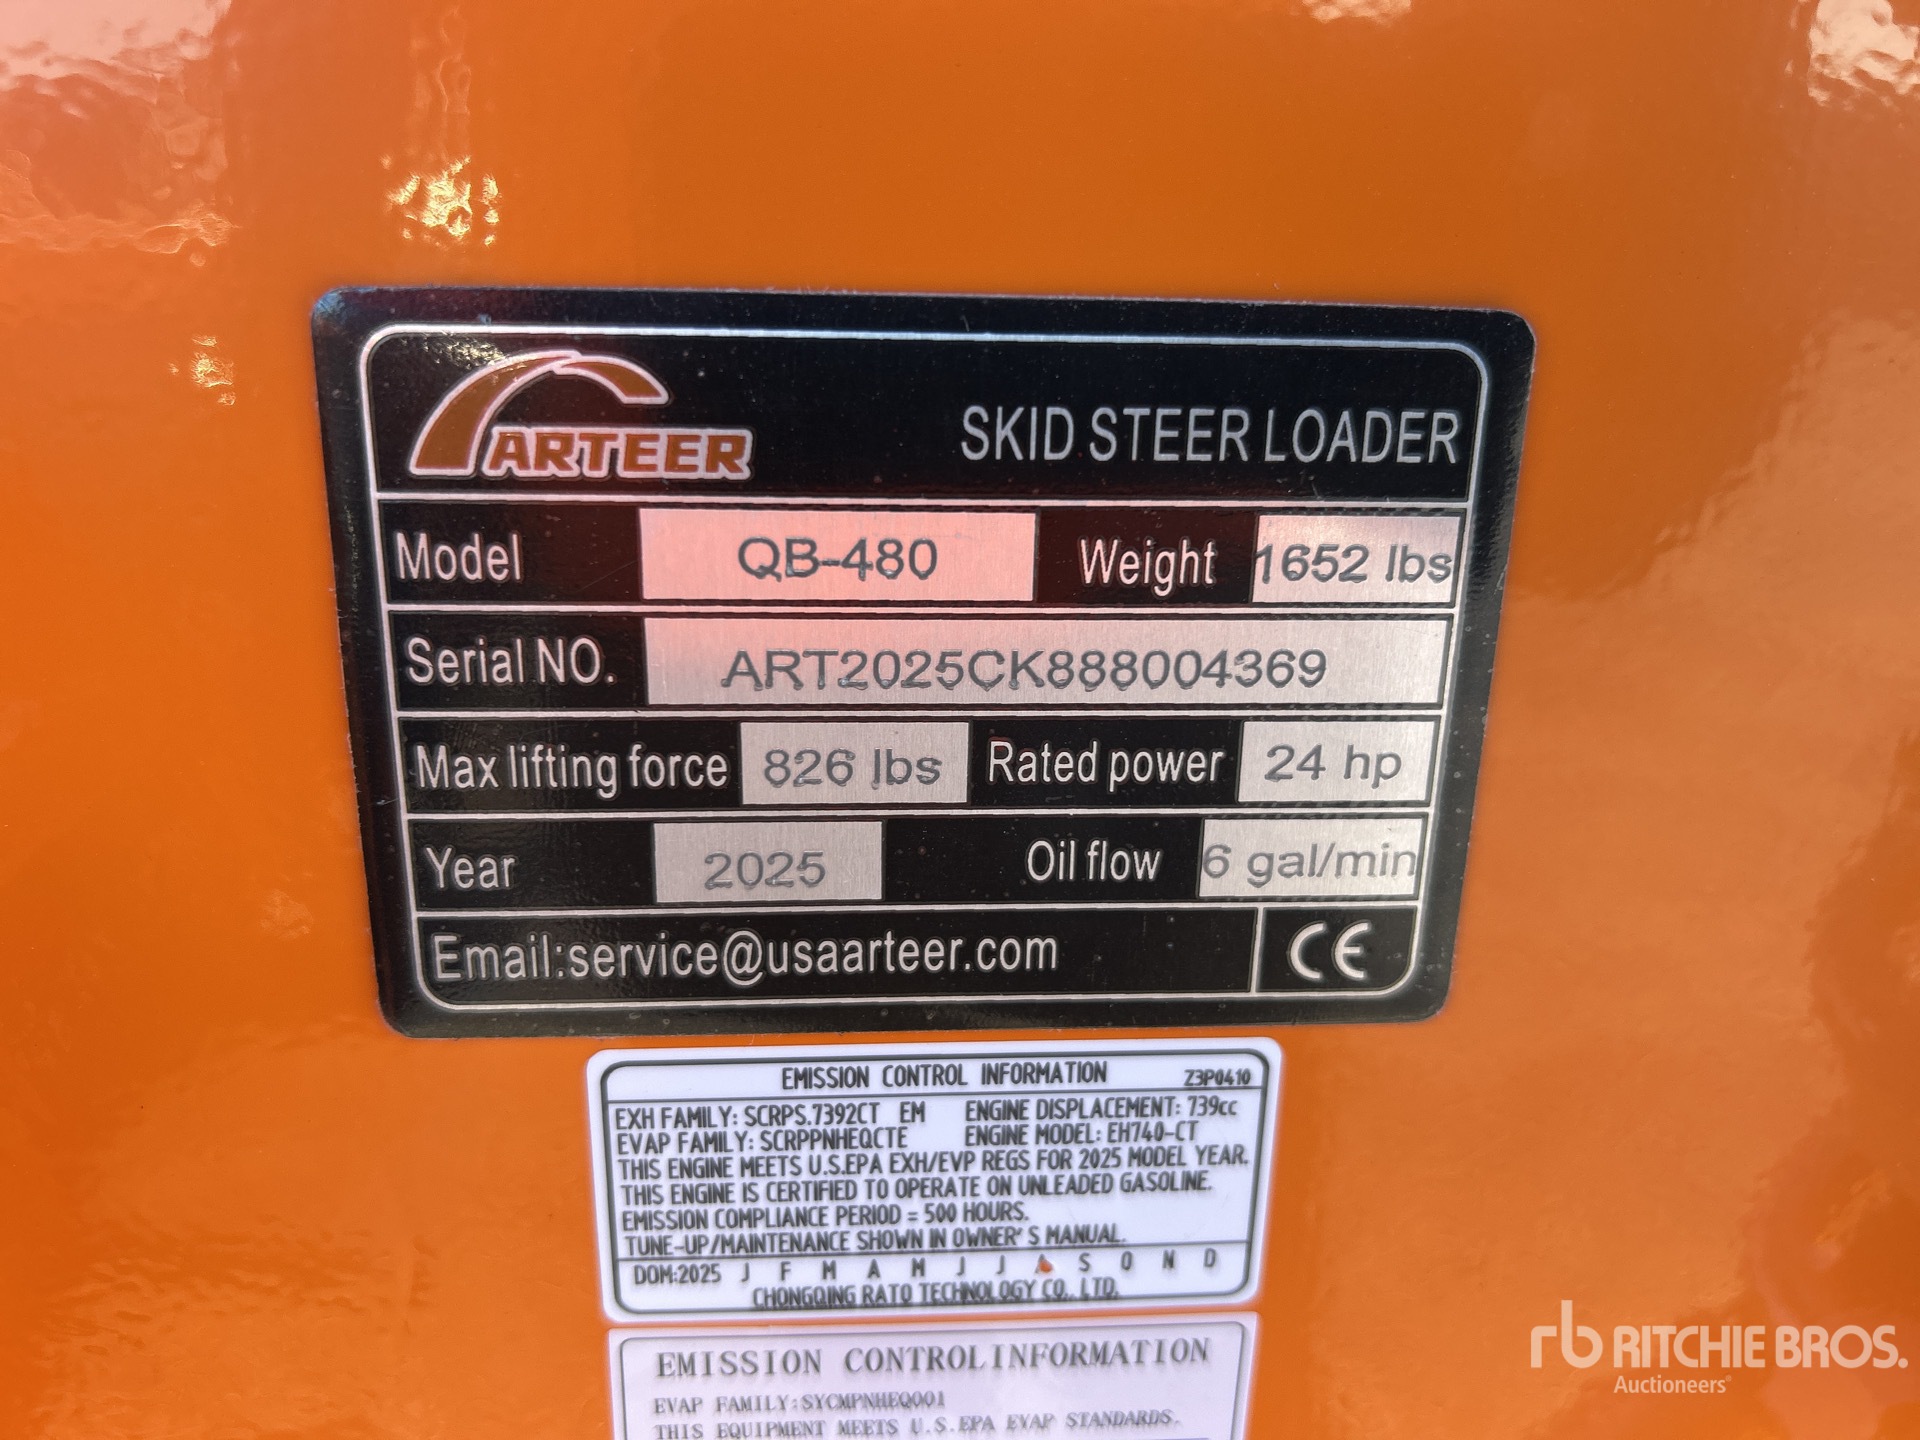 ARTEER
SKID STEER LOADER
Model QB-480 Weight 1652 lbs
Serial NO. ART2025CK888004369
Max lifting force 826 lbs Rated power 24 hp
Year 2025 Oil flow 6 gal/min
Email:service@usaarteer.com CE
EMISSION CONTROL INFORMATION Z3P0410
EXH FAMILY: SCRPS.7392CT EM ENGINE DISPLACEMENT: 739cc
EVAP FAMILY: SCRPPNHEQCTE ENGINE MODEL: EH740-CT
THIS ENGINE MEETS U.S.EPA EXH/EVP REGS FOR 2025 MODEL YEAR.
THIS ENGINE IS CERTIFIED TO OPERATE ON UNLEADED GASOLINE.
EMISSION COMPLIANCE PERIOD = 500 HOURS.
TUNE-UP/MAINTENANCE SHOWN IN OWNER'S MANUAL.
DOM:2025 J F M A M J J A S O N D
CHONGQING RATO TECHNOLOGY CO., LTD.
EMISSION CONTROL INFORMATION
EVAP FAMILY:SYCMPNHEQ001
THIS EQUIPMENT MEETS U.S.EPA EVAP STANDARDS.
rb RITCHIE BROS.
Auctioneers